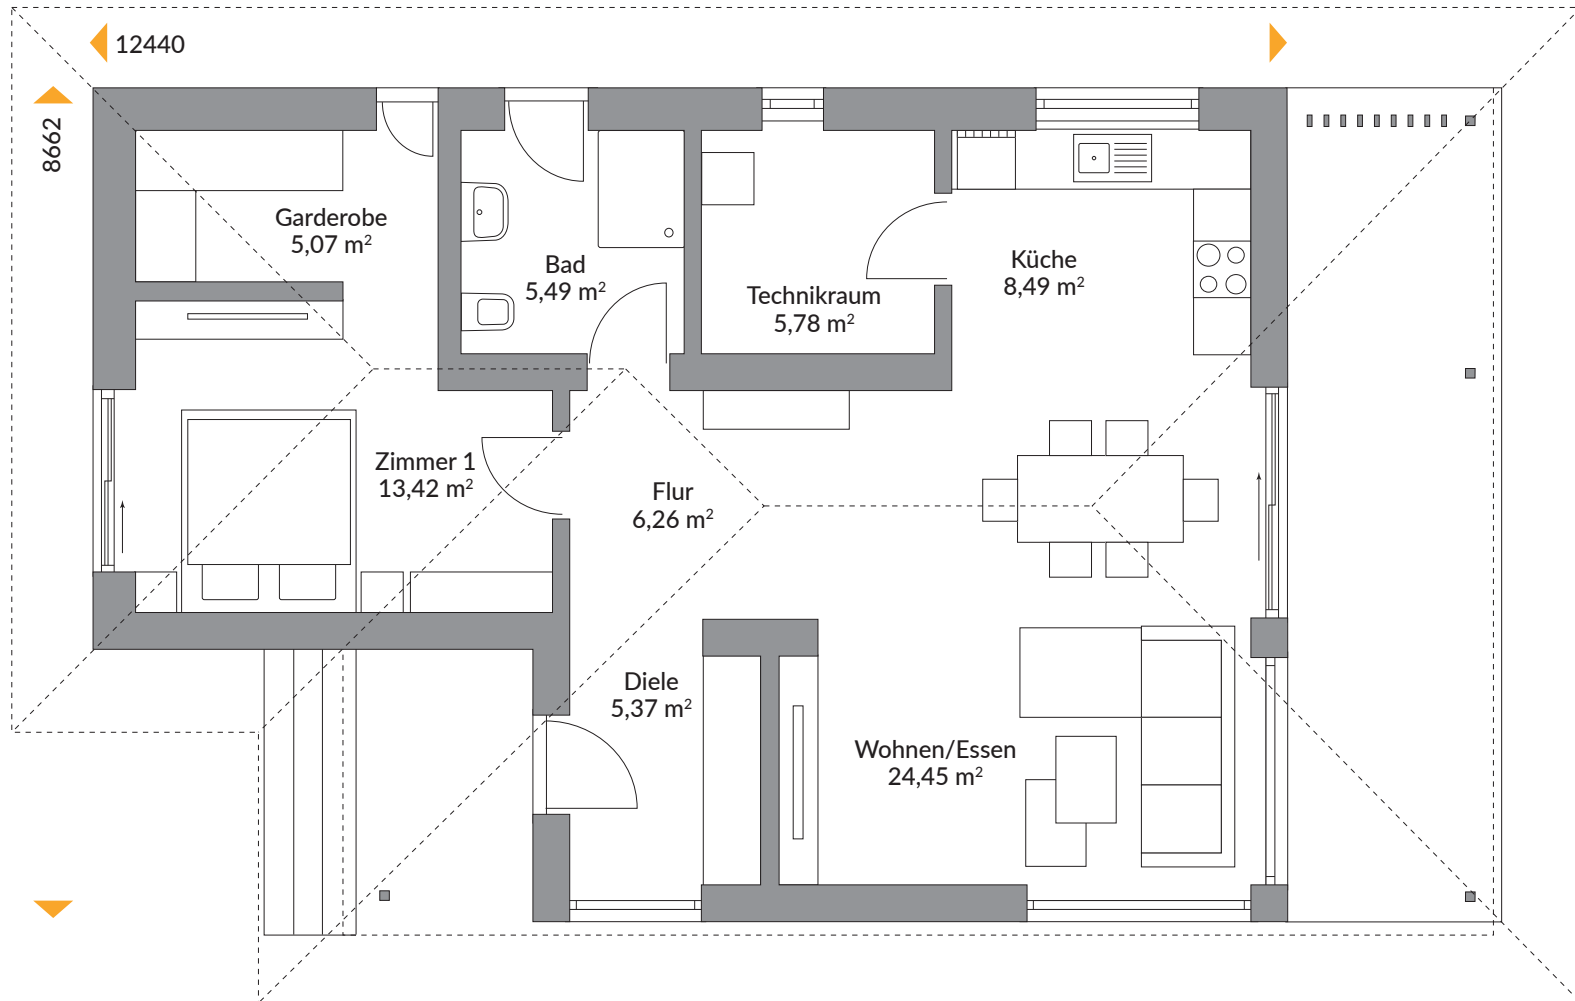 12440
8662
Garderobe
5,07 m²
Bad
5,49 m²
Technikraum
5,78 m²
Küche
8,49 m²
Zimmer 1
13,42 m²
Flur
6,26 m²
Diele
5,37 m²
Wohnen/Essen
24,45 m²